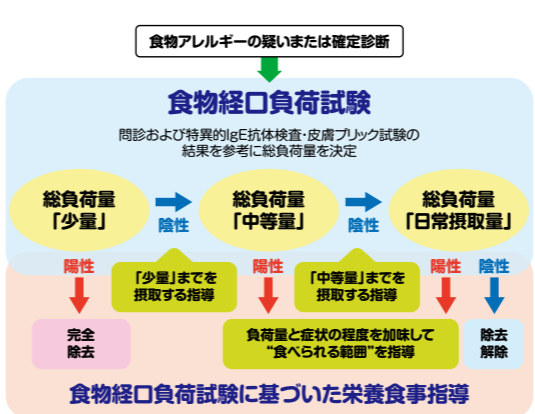 食物アレルギーの疑いまたは確定診断
食物経口負荷試験
問診および特異的IgE抗体検査・皮膚プリック試験の
結果を参考に総負荷量を決定
総負荷量
「少量」
陰性
総負荷量
「中等量」
陰性
総負荷量
「日常摂取量」
陽性
「少量」までを
摂取する指導
陽性
「中等量」までを
摂取する指導
陽性
陰性
完全
除去
負荷量と症状の程度を加味して
“食べられる範囲”を指導
除去
解除
食物経口負荷試験に基づいた栄養食事指導